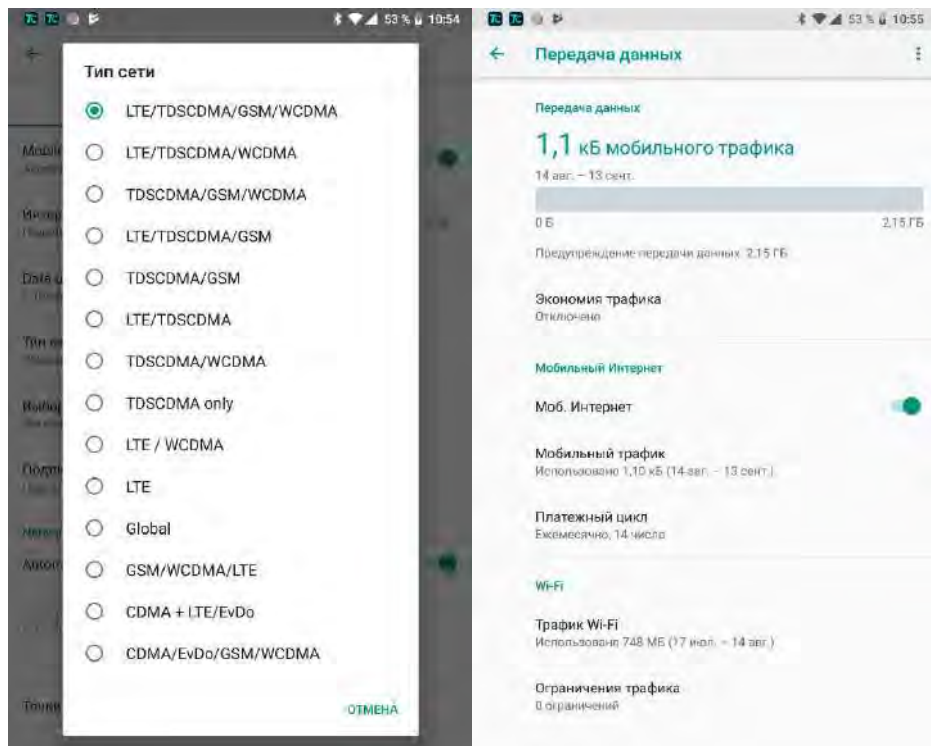 53 % 10:54
Тип сети
LTE/TDSCDMA/GSM/WCDMA
LTE/TDSCDMA/WCDMA
TDSCDMA/GSM/WCDMA
LTE/TDSCDMA/GSM
TDSCDMA/GSM
LTE/TDSCDMA
TDSCDMA/WCDMA
TDSCDMA only
LTE / WCDMA
LTE
Global
GSM/WCDMA/LTE
CDMA + LTE/EvDo
CDMA/EvDo/GSM/WCDMA
ОТМЕНА
53 % 10:55
Передача данных
Передача данных
1,1 кБ мобильного трафика
14 авг. – 13 сент.
0 Б
2,15 ГБ
Предупреждение передачи данных: 2,15 ГБ
Экономия трафика
Отключено
Мобильный Интернет
Моб. Интернет
Мобильный трафик
Использовано 1,10 кБ (14 авг. – 13 сент.)
Платежный цикл
Ежемесячно, 14 число
Wi-Fi
Трафик Wi-Fi
Использовано 748 МБ (17 июл. – 14 авг.)
Ограничения трафика
0 ограничений